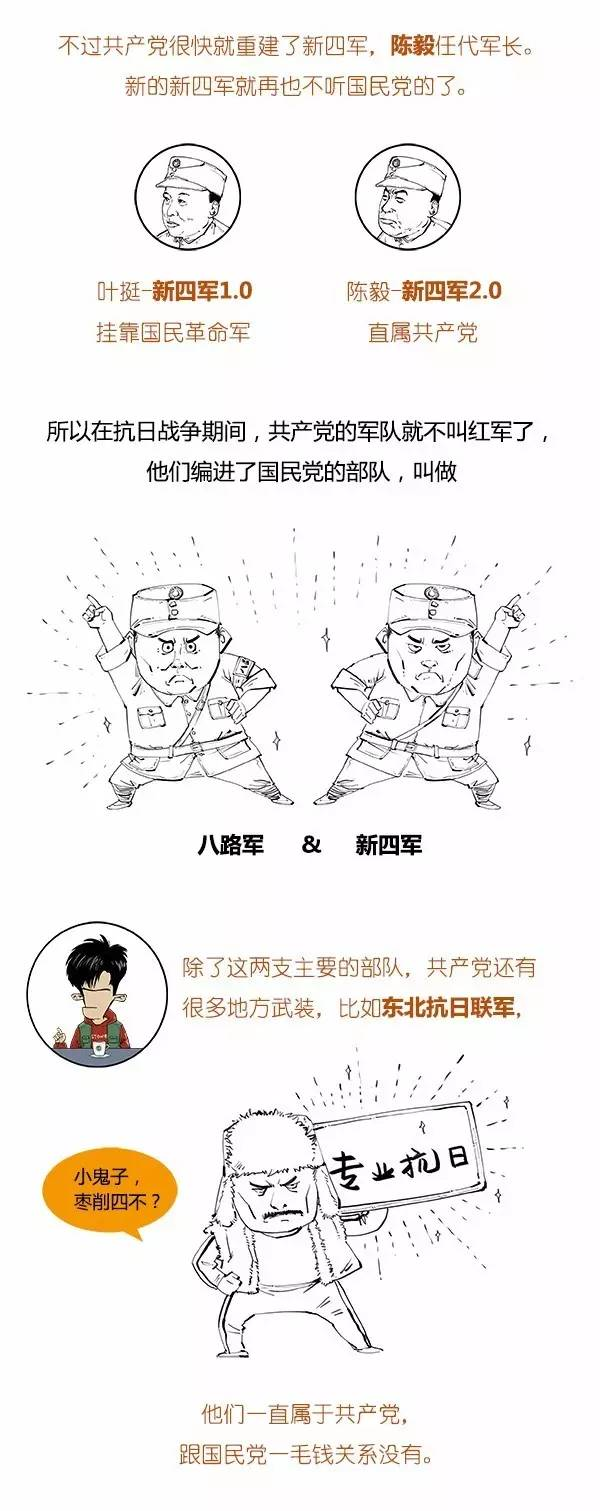 不过共产党很快就重建了新四军，陈毅任代军长。
新的新四军就再也不听国民党的了。
叶挺-新四军1.0
挂靠国民革命军
陈毅-新四军2.0
直属共产党
所以在抗日战争期间，共产党的军队就不叫红军了，
他们编进了国民党的部队，叫做
八路军 & 新四军
除了这两支主要的部队，共产党还有
很多地方武装，比如东北抗日联军，
专业抗日
小鬼子，
枣削四不？
他们一直属于共产党，
跟国民党一毛钱关系没有。